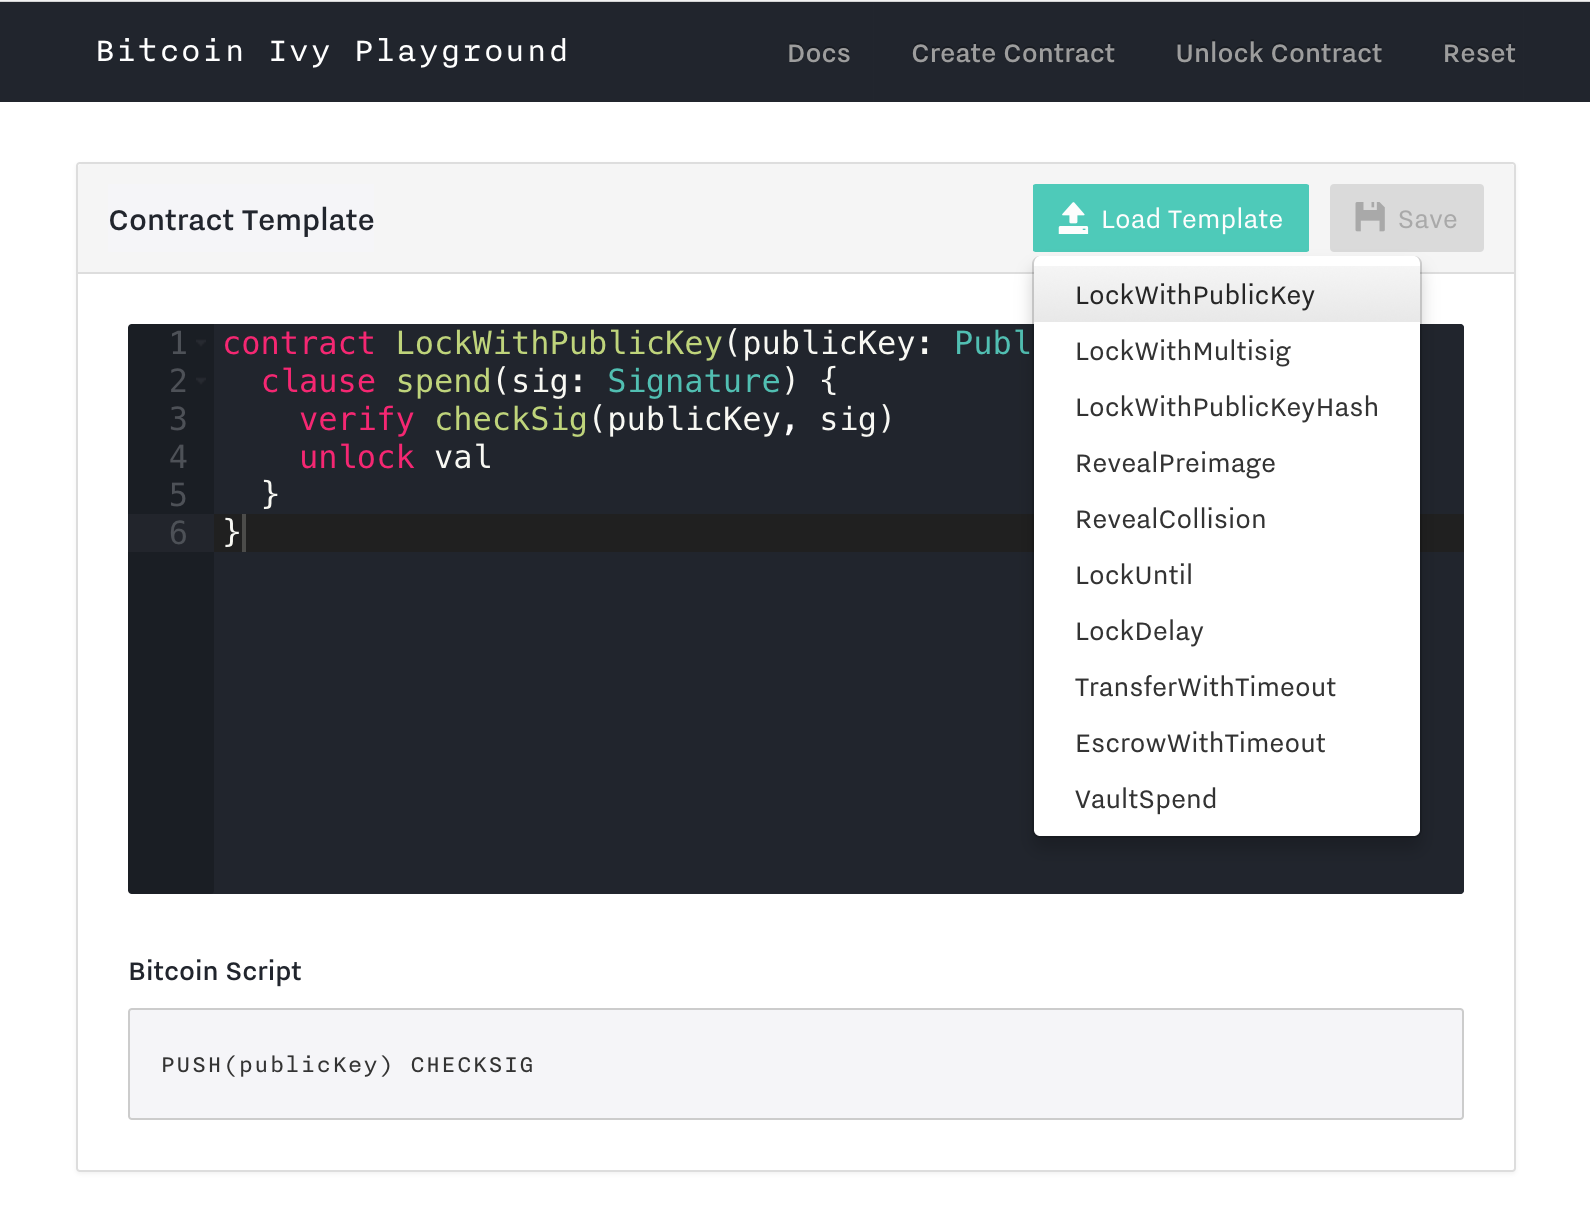 Bitcoin Ivy Playground
Docs
Create Contract
Unlock Contract
Reset
Contract Template
Load Template
Save
LockWithPublicKey
LockWithMultisig
LockWithPublicKeyHash
RevealPreimage
RevealCollision
LockUntil
LockDelay
TransferWithTimeout
EscrowWithTimeout
VaultSpend
1 contract LockWithPublicKey(publicKey: Publ
2 clause spend(sig: Signature) {
3 verify checkSig(publicKey, sig)
4 unlock val
5 }
6 }
Bitcoin Script
PUSH(publicKey) CHECKSIG